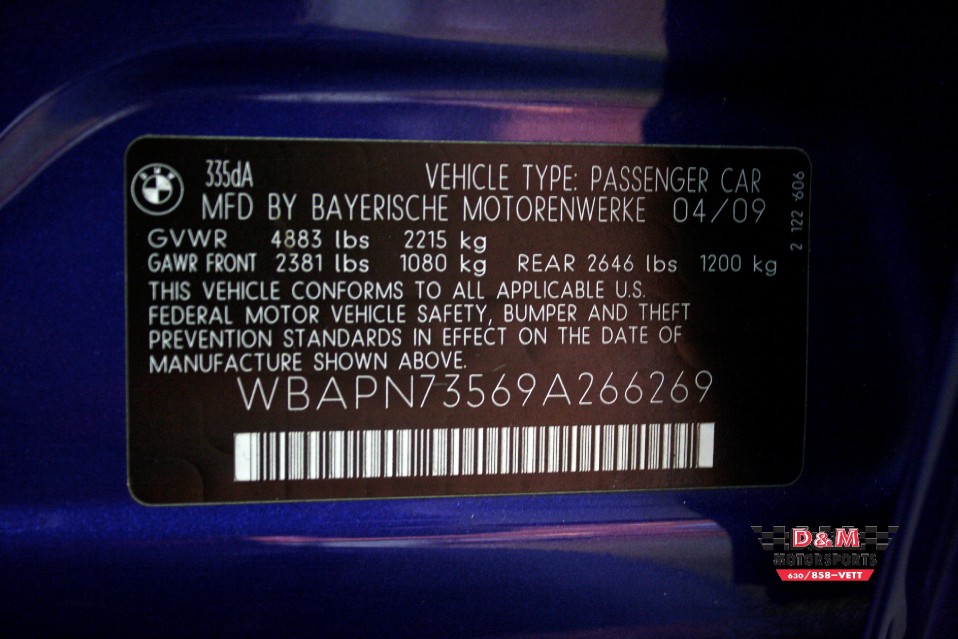 BMW
335dA VEHICLE TYPE: PASSENGER CAR
MFD BY BAYERISCHE MOTORENWERKE 04/09
GVWR 4883 lbs 2215 kg
GAWR FRONT 2381 lbs 1080 kg REAR 2646 lbs 1200 kg
2 122 606
THIS VEHICLE CONFORMS TO ALL APPLICABLE U.S.
FEDERAL MOTOR VEHICLE SAFETY, BUMPER AND THEFT
PREVENTION STANDARDS IN EFFECT ON THE DATE OF
MANUFACTURE SHOWN ABOVE.
WBAPN73569A266269
D&M
MOTORSPORTS
630/858-VETT